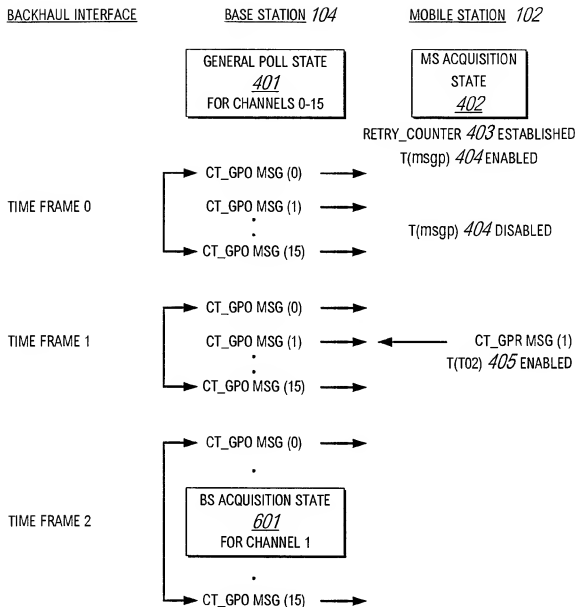 BACKHAUL INTERFACE BASE STATION 104 MOBILE STATION 102
GENERAL POLL STATE
401
FOR CHANNELS 0-15
MS ACQUISITION
STATE
402
RETRY_COUNTER 403 ESTABLISHED
T(msgp) 404 ENABLED
TIME FRAME 0
CT_GPO MSG (0)
CT_GPO MSG (1)
CT_GPO MSG (15)
T(msgp) 404 DISABLED
TIME FRAME 1
CT_GPO MSG (0)
CT_GPO MSG (1)
CT_GPO MSG (15)
CT_GPR MSG (1)
T(T02) 405 ENABLED
TIME FRAME 2
CT_GPO MSG (0)
BS ACQUISITION STATE
601
FOR CHANNEL 1
CT_GPO MSG (15)